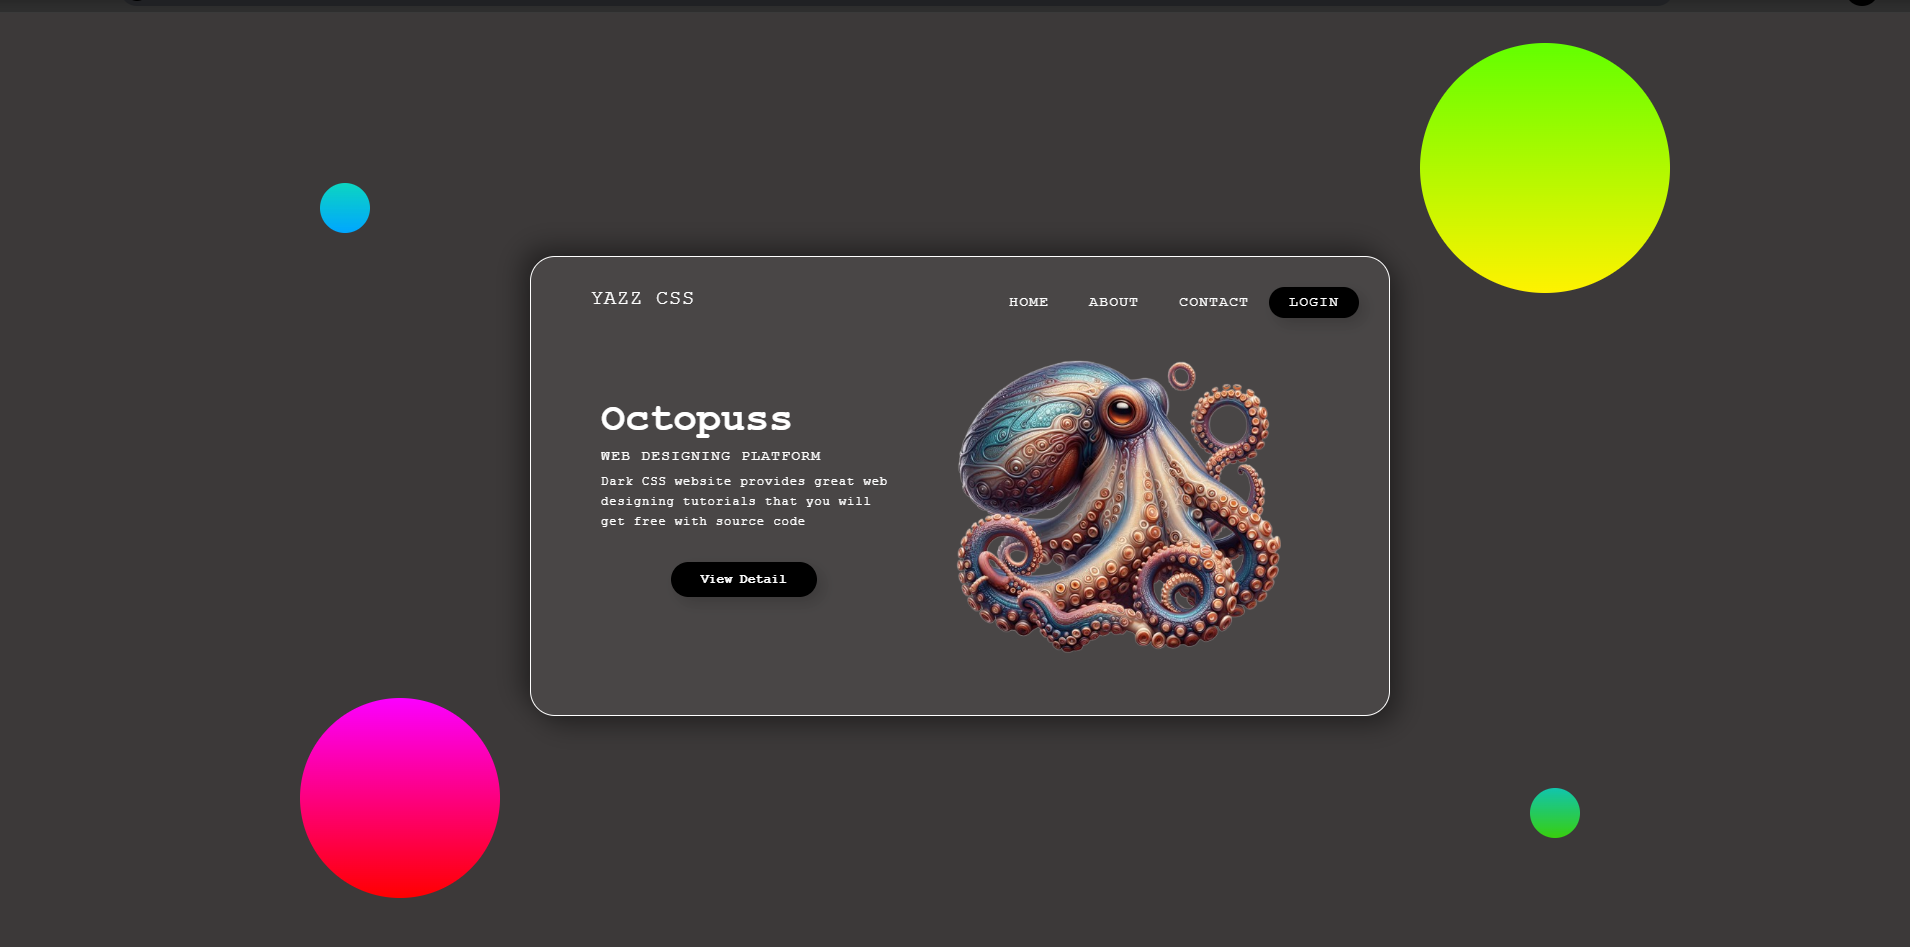 YAZZ CSS
HOME ABOUT CONTACT LOGIN
Octopuss
WEB DESIGNING PLATFORM
Dark CSS website provides great web
designing tutorials that you will
get free with source code
View Detail